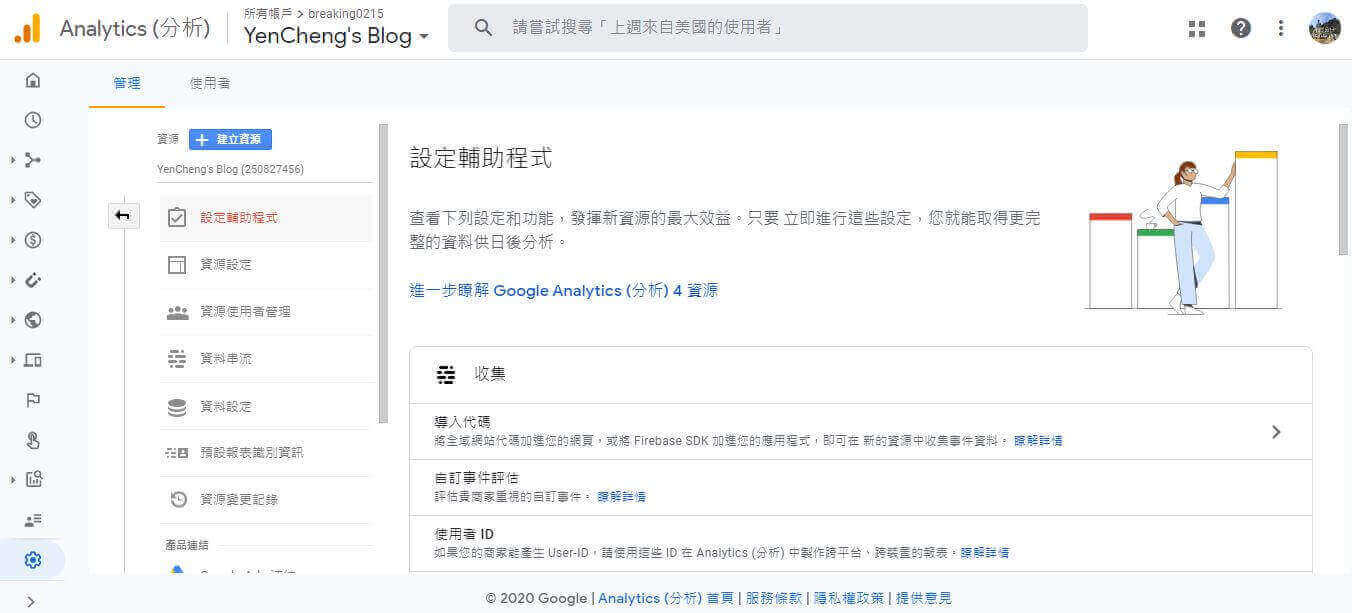 Analytics (分析)
所有帳戶 > breaking0215
YenCheng's Blog
請嘗試搜尋「上週來自美國的使用者」
管理
使用者
資源
建立資源
YenCheng's Blog (250827456)
設定輔助程式
資源設定
資源使用者管理
資料串流
資料設定
預設報表識別資訊
資源變更記錄
產品連結
設定輔助程式
查看下列設定和功能，發揮新資源的最大效益。只要 立即進行這些設定，您就能取得更完
整的資料供日後分析。
進一步瞭解 Google Analytics (分析) 4 資源
收集
導入代碼
將全域網站代碼加進您的網頁，或將 Firebase SDK 加進您的應用程式，即可在 新的資源中收集事件資料。 瞭解詳情
自訂事件評估
評估貴商家重視的自訂事件。 瞭解詳情
使用者 ID
如果您的商家能產生 User-ID，請使用這些 ID 在 Analytics (分析) 中製作跨平台、跨裝置的報表。瞭解詳情
© 2020 Google | Analytics (分析) 首頁 | 服務條款 | 隱私權政策 | 提供意見